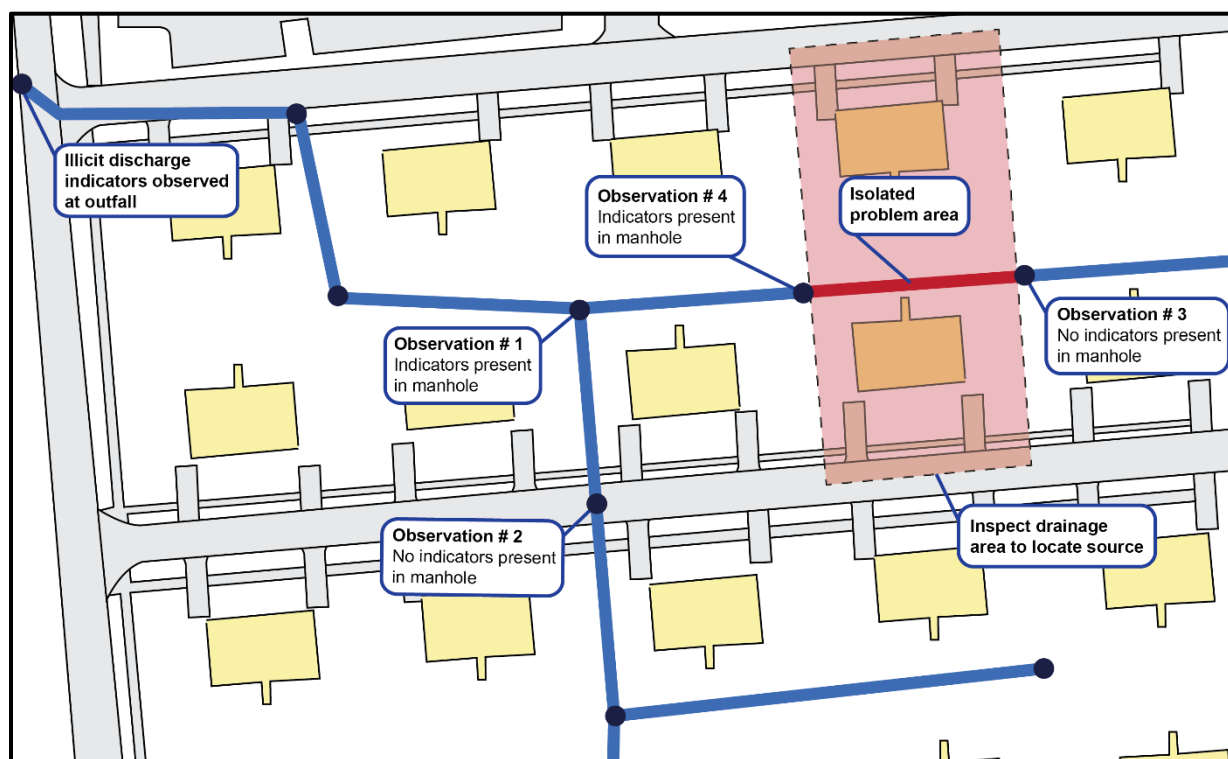 Illicit discharge
indicators observed
at outfall
Observation # 4
Indicators present
in manhole
Isolated
problem area
Observation # 1
Indicators present
in manhole
Observation # 3
No indicators present
in manhole
Observation # 2
No indicators present
in manhole
Inspect drainage
area to locate source